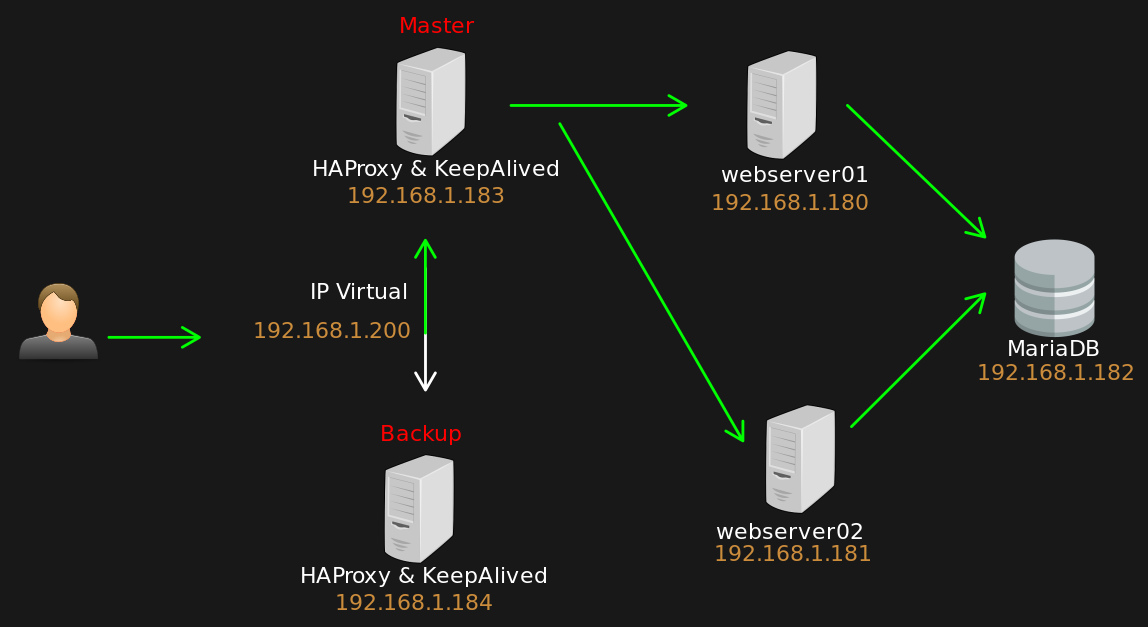 Master
HAProxy & KeepAlived
192.168.1.183
webserver01
192.168.1.180
IP Virtual
192.168.1.200
MariaDB
192.168.1.182
Backup
HAProxy & KeepAlived
192.168.1.184
webserver02
192.168.1.181